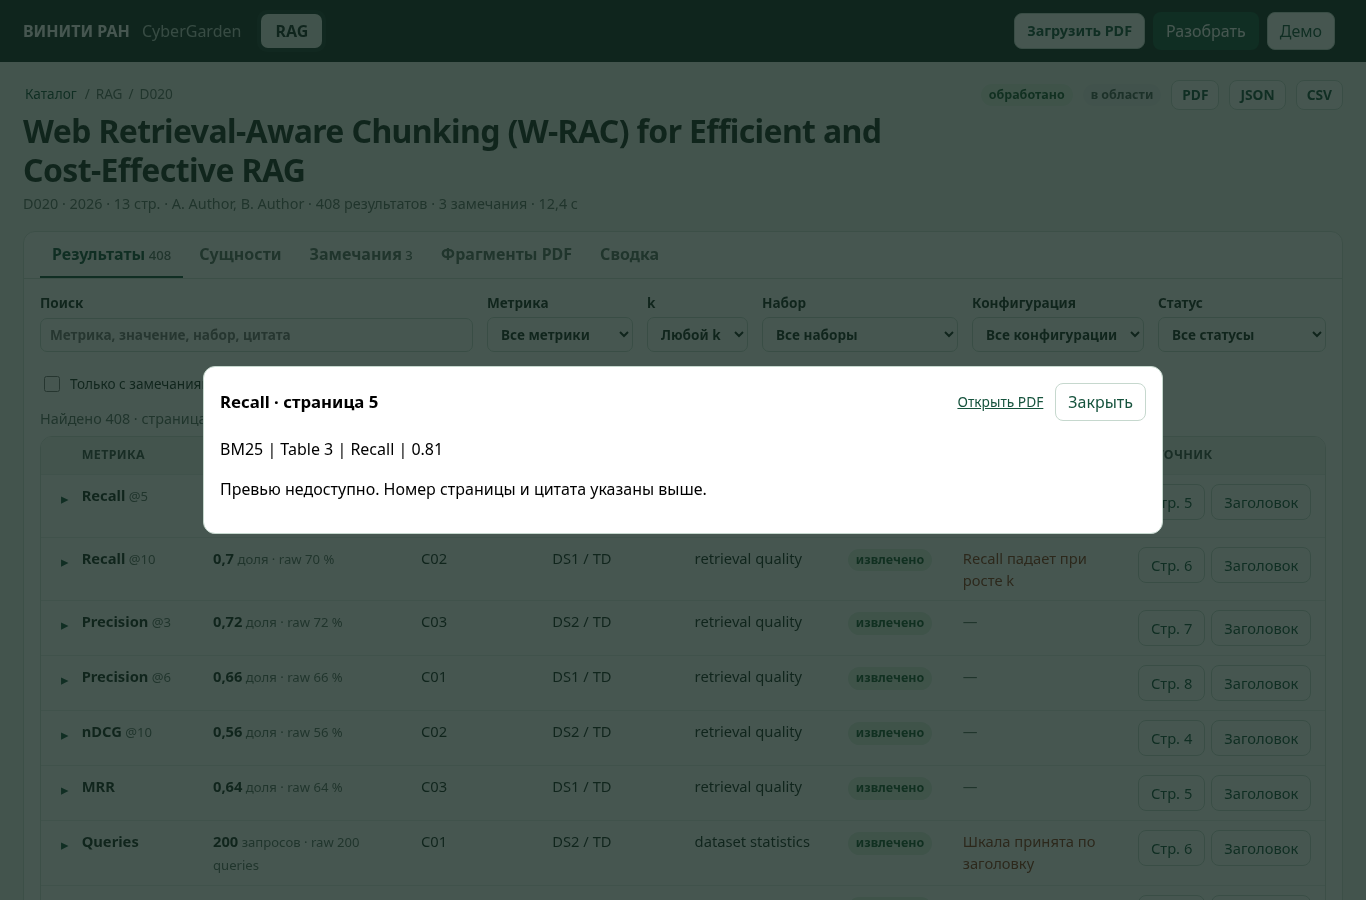 ВИНИТИ РАН CyberGarden RAG Загрузить PDF Разобрать Демо
Каталог / RAG / D020 обработано в области PDF JSON CSV
Web Retrieval-Aware Chunking (W-RAC) for Efficient and
Cost-Effective RAG
D020 · 2026 · 13 стр. · A. Author, B. Author · 408 результатов · 3 замечания · 12,4 с
Результаты 408 Сущности Замечания 3 Фрагменты PDF Сводка
Поиск Метрика k Набор Конфигурация Статус
Метрика, значение, набор, цитата Все метрики Любой k Все наборы Все конфигурации Все статусы
Только с замечания
Найдено 408 · страница
Recall · страница 5 Открыть PDF Закрыть
BM25 | Table 3 | Recall | 0.81
Превью недоступно. Номер страницы и цитата указаны выше.
МЕТРИКА ОЧНИК
Recall @5 тр. 5 Заголовок
Recall @10 0,7 доля · raw 70 % C02 DS1 / TD retrieval quality извлечено Recall падает при
росте k Стр. 6 Заголовок
Precision @3 0,72 доля · raw 72 % C03 DS2 / TD retrieval quality извлечено — Стр. 7 Заголовок
Precision @6 0,66 доля · raw 66 % C01 DS1 / TD retrieval quality извлечено — Стр. 8 Заголовок
nDCG @10 0,56 доля · raw 56 % C02 DS2 / TD retrieval quality извлечено — Стр. 4 Заголовок
MRR 0,64 доля · raw 64 % C03 DS1 / TD retrieval quality извлечено — Стр. 5 Заголовок
Queries 200 запросов · raw 200 C01 DS2 / TD dataset statistics извлечено Шкала принята по Стр. 6 Заголовок
queries заголовку